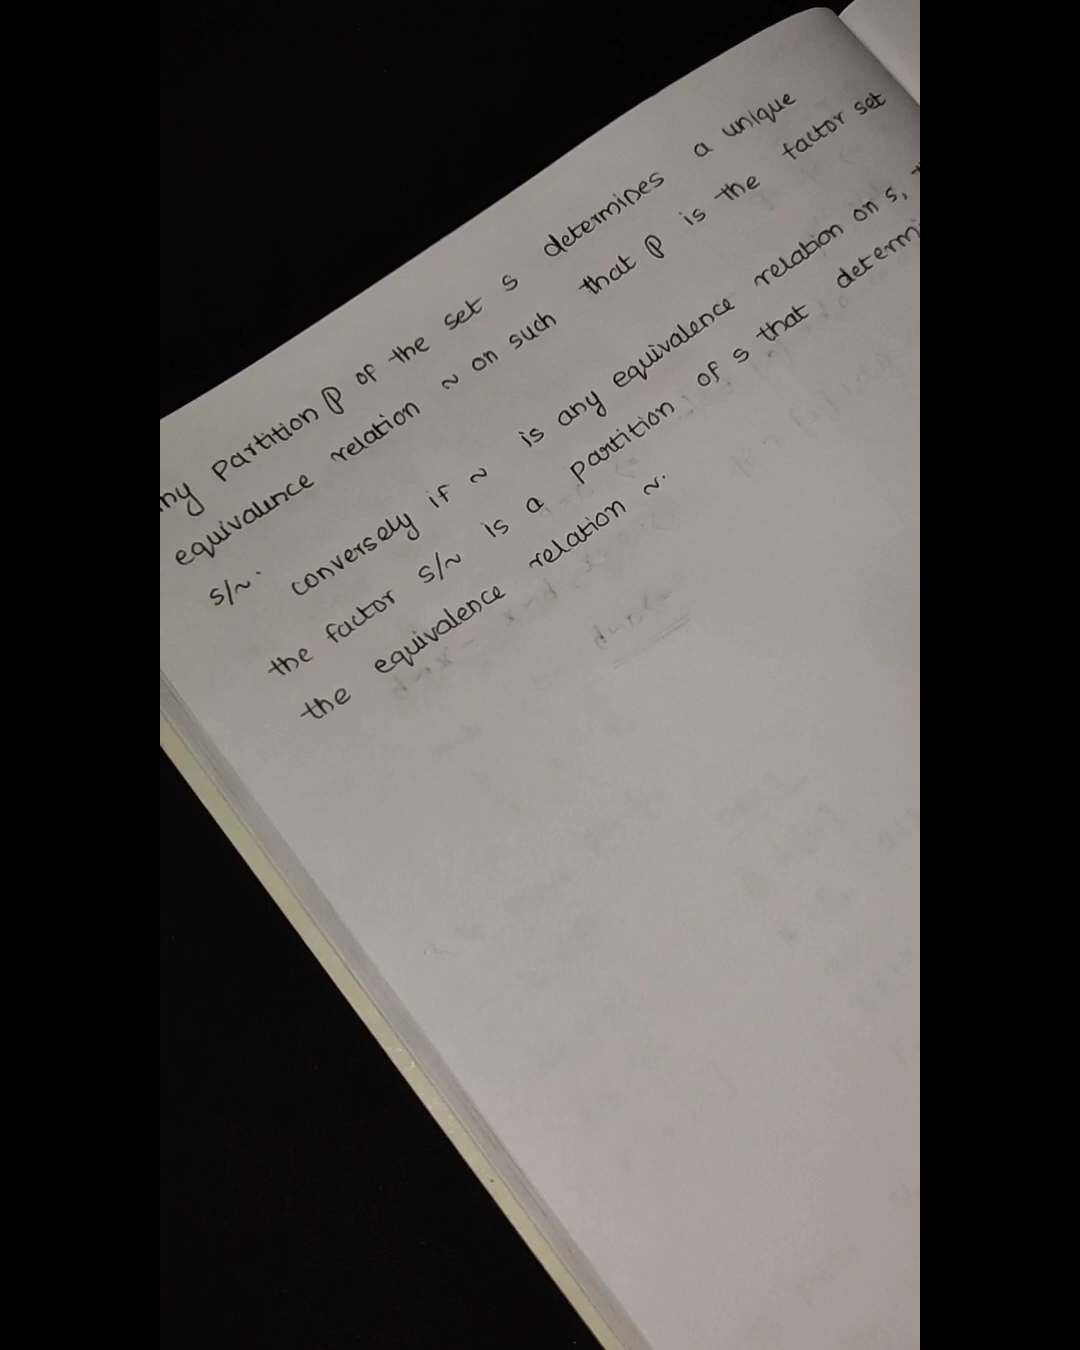 ny Partition P of the set S determines a unique
equivalence relation ~ on such that P is the factor set
S/~. conversely if ~ is any equivalence relation on S,
the factor S/~ is a partition of S that determi
the equivalence relation ~.